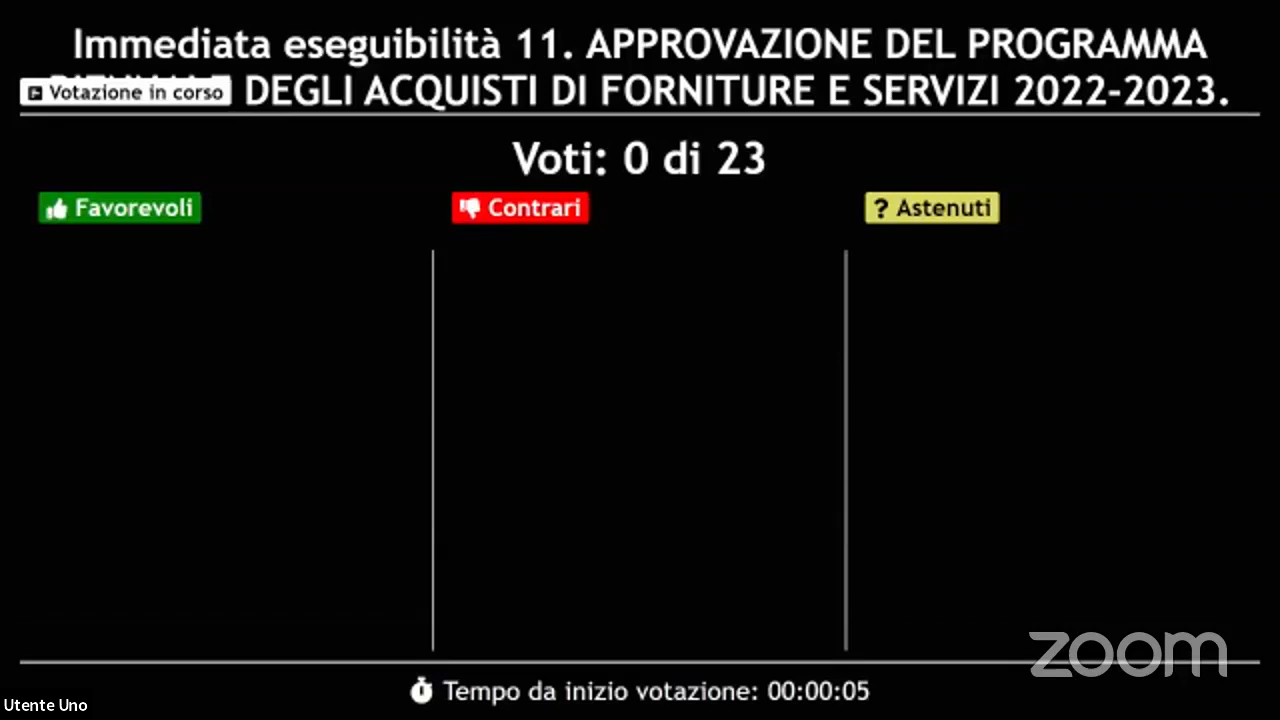 Immediata eseguibilità 11. APPROVAZIONE DEL PROGRAMMA
Votazione in corso DEGLI ACQUISTI DI FORNITURE E SERVIZI 2022-2023.
Voti: 0 di 23
Favorevoli
Contrari
? Astenuti
zoom
Tempo da inizio votazione: 00:00:05
Utente Uno